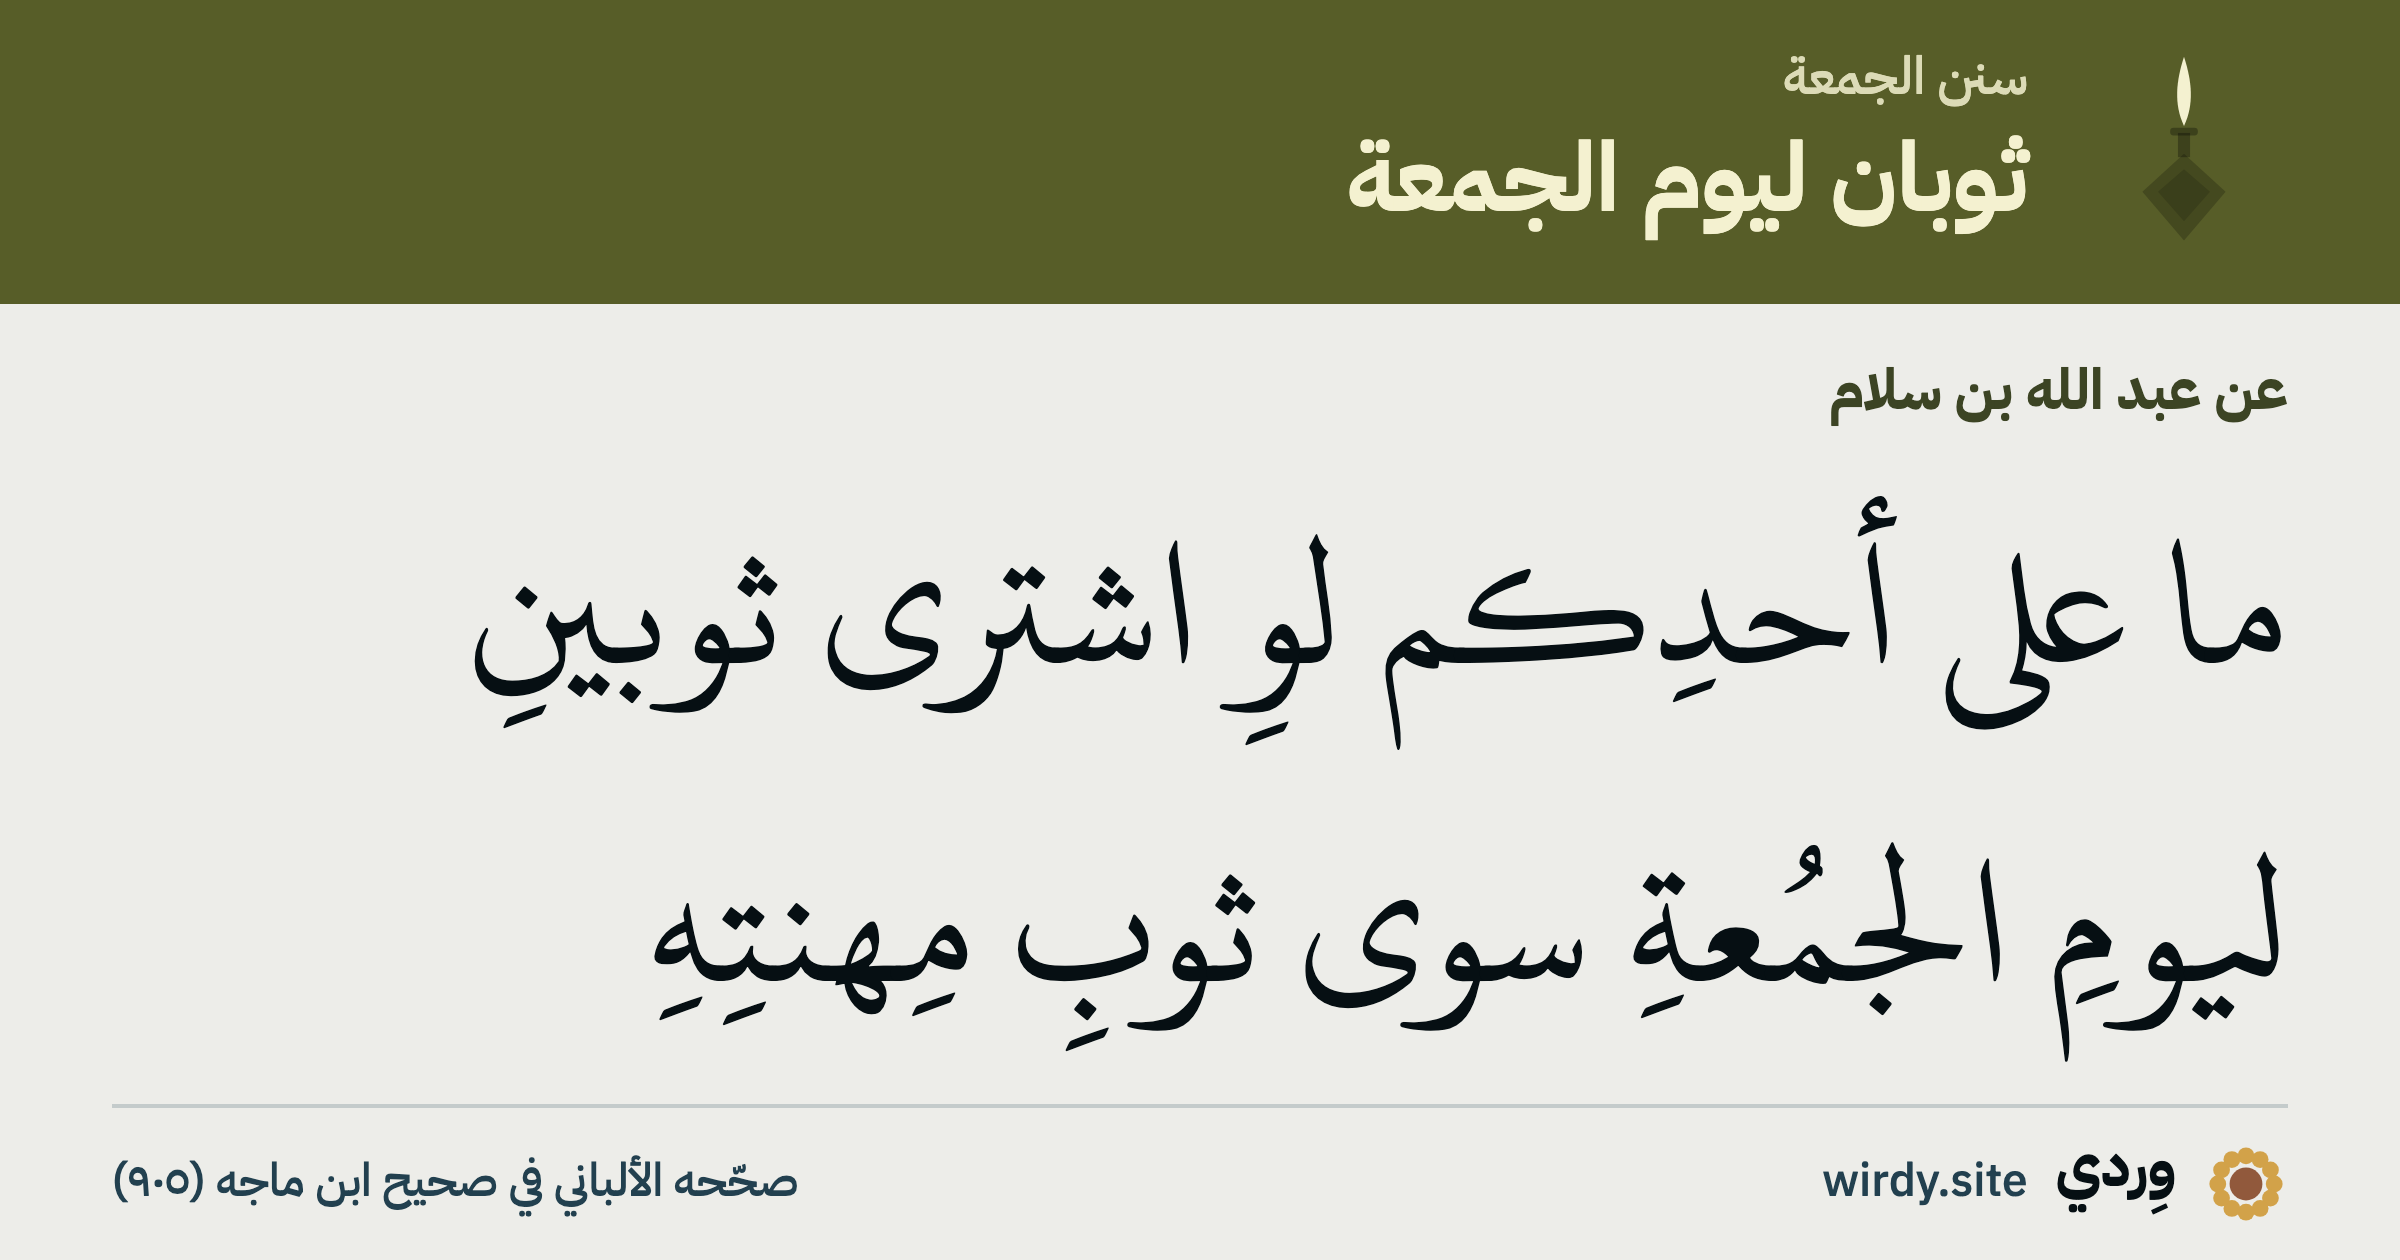 سنن الجمعة
ثوبان ليوم الجمعة
عن عبد الله بن سلام
ما على أحدِكم لوِ اشترى ثوبينِ
ليومِ الجمُعةِ سوى ثوبِ مِهنتِهِ
وِردي wirdy.site
صحّحه الألباني في صحيح ابن ماجه (٩٠٥)